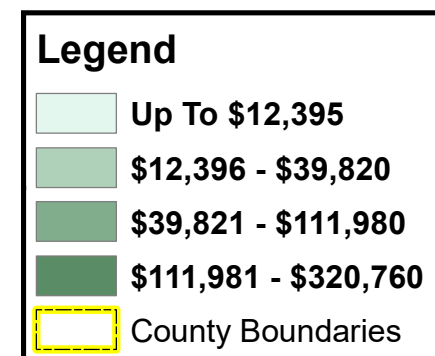 Legend
Up To $12,395
$12,396 - $39,820
$39,821 - $111,980
$111,981 - $320,760
County Boundaries